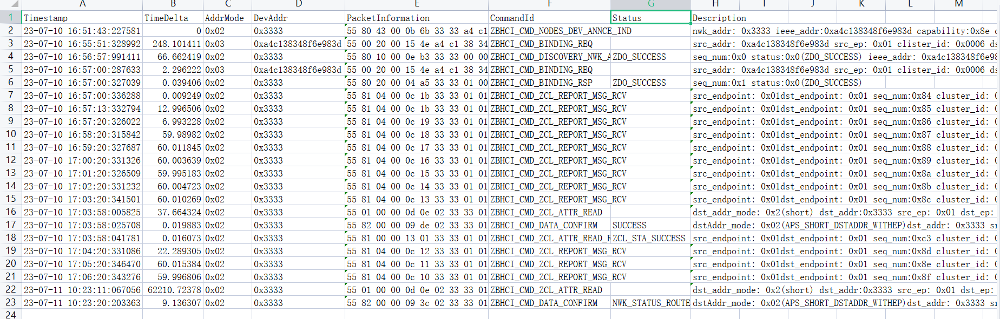 A B C D E F G H I J K L M
1 Timestamp TimeDelta AddrMode DevAddr PacketInformation CommandId Status Description
2 23-07-10 16:51:43:227581 0 0x02 0x3333 55 80 43 00 0b 6b 33 33 a4 c1 ZBHCI_CMD_NODES_DEV_ANNCE_IND nwk_addr: 0x3333 ieee_addr:0xa4c138348f6e983d capability:0x8e
3 23-07-10 16:55:51:328992 248.101411 0x03 0xa4c138348f6e983d 55 00 20 00 15 4e a4 c1 38 34 ZBHCI_CMD_BINDING_REQ src_addr: 0xa4c138348f6e983d src_ep: 0x01 clister_id: 0x0006 ds
4 23-07-10 16:56:57:991411 66.662419 0x02 0x3333 55 80 10 00 0e b3 33 33 00 00 ZBHCI_CMD_DISCOVERY_NWK_A ZDO_SUCCESS seq_num:0x0 status:0x0(ZDO_SUCCESS) ieee_addr: 0xa4c138348f6e98
5 23-07-10 16:57:00:287633 2.296222 0x03 0xa4c138348f6e983d 55 00 20 00 15 4e a4 c1 38 34 ZBHCI_CMD_BINDING_REQ src_addr: 0xa4c138348f6e983d src_ep: 0x01 clister_id: 0x0006 ds
6 23-07-10 16:57:00:327039 0.039406 0x02 0x3333 55 80 20 00 04 a5 33 33 01 00 ZBHCI_CMD_BINDING_RSP ZDO_SUCCESS seq_num:0x1 status:0x0(ZDO_SUCCESS)
7 23-07-10 16:57:00:336288 0.009249 0x02 0x3333 55 81 04 00 0c 1b 33 33 01 01 ZBHCI_CMD_ZCL_REPORT_MSG_RCV src_endpoint: 0x01dst_endpoint: 0x01 seq_num:0x84 cluster_id: 0
8 23-07-10 16:57:13:332794 12.996506 0x02 0x3333 55 81 04 00 0c 1b 33 33 01 01 ZBHCI_CMD_ZCL_REPORT_MSG_RCV src_endpoint: 0x01dst_endpoint: 0x01 seq_num:0x85 cluster_id: 0
9 23-07-10 16:57:20:326022 6.993228 0x02 0x3333 55 81 04 00 0c 19 33 33 01 01 ZBHCI_CMD_ZCL_REPORT_MSG_RCV src_endpoint: 0x01dst_endpoint: 0x01 seq_num:0x86 cluster_id: 0
10 23-07-10 16:58:20:315842 59.98982 0x02 0x3333 55 81 04 00 0c 18 33 33 01 01 ZBHCI_CMD_ZCL_REPORT_MSG_RCV src_endpoint: 0x01dst_endpoint: 0x01 seq_num:0x87 cluster_id: 0
11 23-07-10 16:59:20:327687 60.011845 0x02 0x3333 55 81 04 00 0c 17 33 33 01 01 ZBHCI_CMD_ZCL_REPORT_MSG_RCV src_endpoint: 0x01dst_endpoint: 0x01 seq_num:0x88 cluster_id: 0
12 23-07-10 17:00:20:331326 60.003639 0x02 0x3333 55 81 04 00 0c 16 33 33 01 01 ZBHCI_CMD_ZCL_REPORT_MSG_RCV src_endpoint: 0x01dst_endpoint: 0x01 seq_num:0x89 cluster_id: 0
13 23-07-10 17:01:20:326509 59.995183 0x02 0x3333 55 81 04 00 0c 15 33 33 01 01 ZBHCI_CMD_ZCL_REPORT_MSG_RCV src_endpoint: 0x01dst_endpoint: 0x01 seq_num:0x8a cluster_id: 0
14 23-07-10 17:02:20:331232 60.004723 0x02 0x3333 55 81 04 00 0c 14 33 33 01 01 ZBHCI_CMD_ZCL_REPORT_MSG_RCV src_endpoint: 0x01dst_endpoint: 0x01 seq_num:0x8b cluster_id: 0
15 23-07-10 17:03:20:341501 60.010269 0x02 0x3333 55 81 04 00 0c 13 33 33 01 01 ZBHCI_CMD_ZCL_REPORT_MSG_RCV src_endpoint: 0x01dst_endpoint: 0x01 seq_num:0x8c cluster_id: 0
16 23-07-10 17:03:58:005825 37.664324 0x02 0x3333 55 01 00 00 0d 0e 02 33 33 01 ZBHCI_CMD_ZCL_ATTR_READ dst_addr_mode: 0x2(short) dst_addr:0x3333 src_ep: 0x01 dst_ep:
17 23-07-10 17:03:58:025708 0.019883 0x02 0x3333 55 82 00 00 09 de 02 33 33 01 ZBHCI_CMD_DATA_CONFIRM SUCCESS dstAddr_mode: 0x02(APS_SHORT_DSTADDR_WITHEP)dst_addr: 0x3333 sr
18 23-07-10 17:03:58:041781 0.016073 0x02 0x3333 55 81 00 00 13 01 33 33 01 01 ZBHCI_CMD_ZCL_ATTR_READ_R ZCL_STA_SUCCESS src_endpoint: 0x01dst_endpoint: 0x01 seq_num:0xc3 cluster_id: 0
19 23-07-10 17:04:20:331086 22.289305 0x02 0x3333 55 81 04 00 0c 12 33 33 01 01 ZBHCI_CMD_ZCL_REPORT_MSG_RCV src_endpoint: 0x01dst_endpoint: 0x01 seq_num:0x8d cluster_id: 0
20 23-07-10 17:05:20:346470 60.015384 0x02 0x3333 55 81 04 00 0c 11 33 33 01 01 ZBHCI_CMD_ZCL_REPORT_MSG_RCV src_endpoint: 0x01dst_endpoint: 0x01 seq_num:0x8e cluster_id: 0
21 23-07-10 17:06:20:343276 59.996806 0x02 0x3333 55 81 04 00 0c 10 33 33 01 01 ZBHCI_CMD_ZCL_REPORT_MSG_RCV src_endpoint: 0x01dst_endpoint: 0x01 seq_num:0x8f cluster_id: 0
22 23-07-11 10:23:11:067056 62210.72378 0x02 0x3333 55 01 00 00 0d 0e 02 33 33 01 ZBHCI_CMD_ZCL_ATTR_READ dst_addr_mode: 0x2(short) dst_addr:0x3333 src_ep: 0x01 dst_ep:
23 23-07-11 10:23:20:203363 9.136307 0x02 0x3333 55 82 00 00 09 3c 02 33 33 01 ZBHCI_CMD_DATA_CONFIRM NWK_STATUS_ROUTE dstAddr_mode: 0x02(APS_SHORT_DSTADDR_WITHEP)dst_addr: 0x3333 sr
24